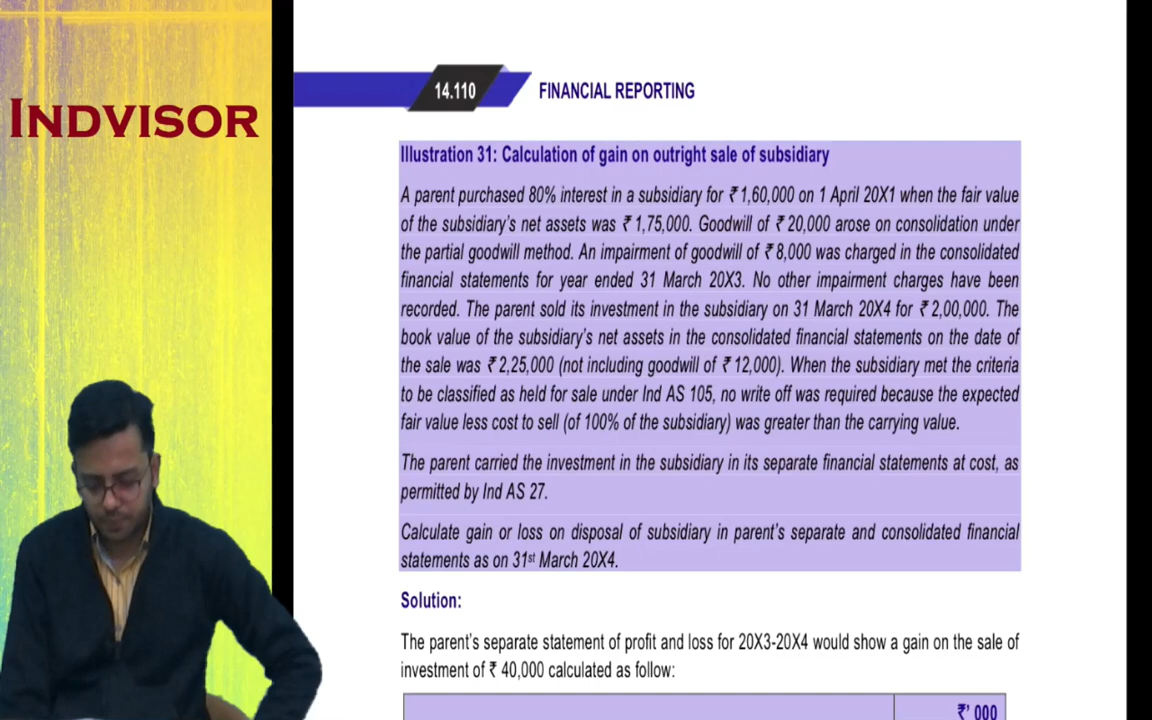 INDVISOR
14.110 FINANCIAL REPORTING
Illustration 31: Calculation of gain on outright sale of subsidiary
A parent purchased 80% interest in a subsidiary for ₹ 1,60,000 on 1 April 20X1 when the fair value
of the subsidiary's net assets was ₹ 1,75,000. Goodwill of ₹ 20,000 arose on consolidation under
the partial goodwill method. An impairment of goodwill of ₹ 8,000 was charged in the consolidated
financial statements for year ended 31 March 20X3. No other impairment charges have been
recorded. The parent sold its investment in the subsidiary on 31 March 20X4 for ₹ 2,00,000. The
book value of the subsidiary's net assets in the consolidated financial statements on the date of
the sale was ₹ 2,25,000 (not including goodwill of ₹ 12,000). When the subsidiary met the criteria
to be classified as held for sale under Ind AS 105, no write off was required because the expected
fair value less cost to sell (of 100% of the subsidiary) was greater than the carrying value.
The parent carried the investment in the subsidiary in its separate financial statements at cost, as
permitted by Ind AS 27.
Calculate gain or loss on disposal of subsidiary in parent's separate and consolidated financial
statements as on 31st March 20X4.
Solution:
The parent's separate statement of profit and loss for 20X3-20X4 would show a gain on the sale of
investment of ₹ 40,000 calculated as follow:
₹' 000